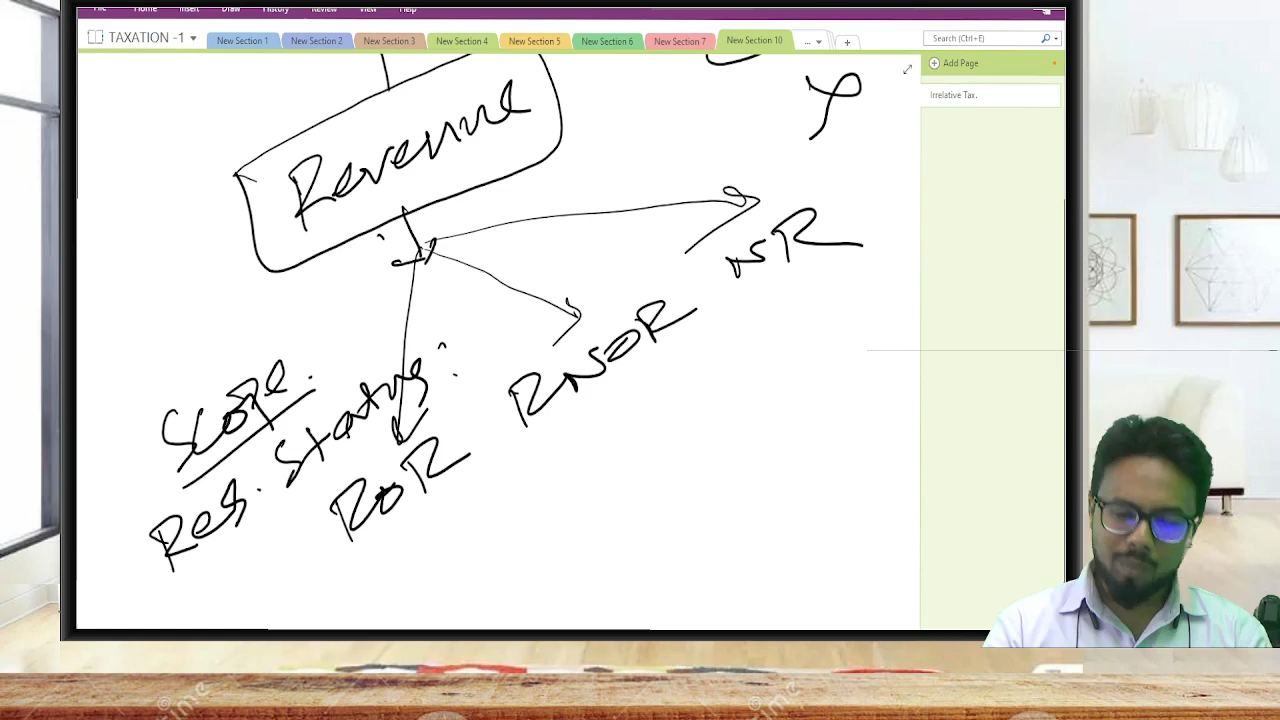 File Home Insert Draw History Review View Help
TAXATION -1
New Section 1 New Section 2 New Section 3 New Section 4 New Section 5 New Section 6 New Section 7 New Section 10 ...
Search (Ctrl+E)
Add Page
Irrelative Tax.
Revenue
NR
RNOR
Scope.
Res. Status:
ROR